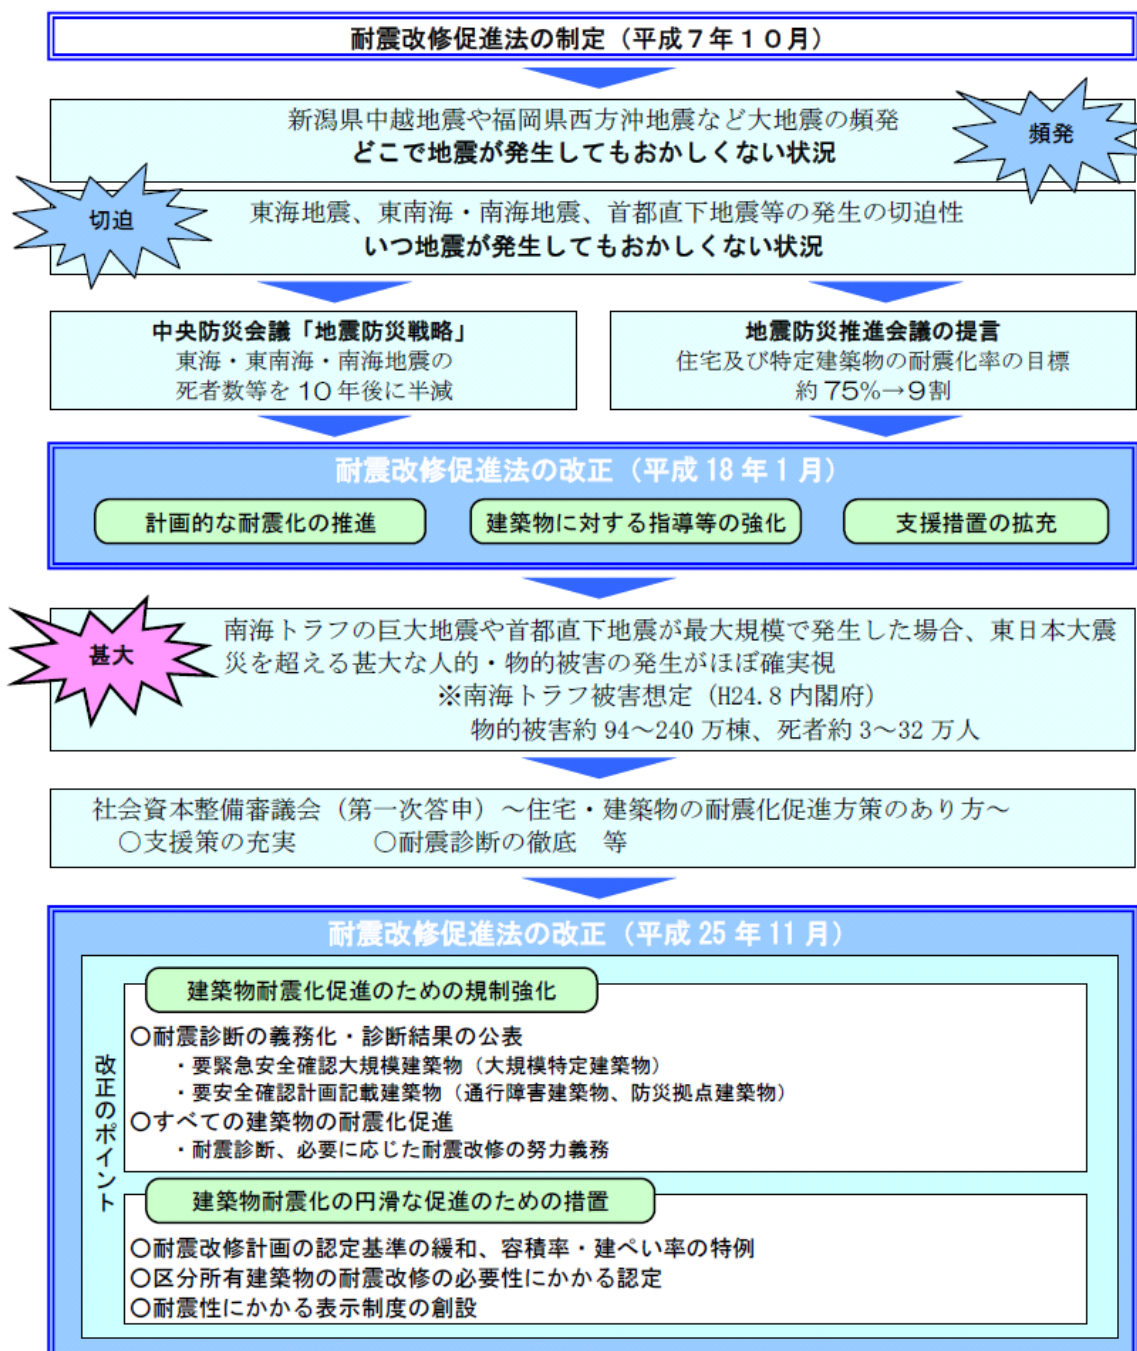 耐震改修促進法の制定（平成７年１０月）
新潟県中越地震や福岡県西方沖地震など大地震の頻発
どこで地震が発生してもおかしくない状況
頻発
切迫
東海地震、東南海・南海地震、首都直下地震等の発生の切迫性
いつ地震が発生してもおかしくない状況
中央防災会議「地震防災戦略」
東海・東南海・南海地震の
死者数等を 10 年後に半減
地震防災推進会議の提言
住宅及び特定建築物の耐震化率の目標
約 75%→9割
耐震改修促進法の改正（平成 18 年 1 月）
計画的な耐震化の推進
建築物に対する指導等の強化
支援措置の拡充
甚大
南海トラフの巨大地震や首都直下地震が最大規模で発生した場合、東日本大震
災を超える甚大な人的・物的被害の発生がほぼ確実視
※南海トラフ被害想定（H24.8 内閣府）
物的被害約 94～240 万棟、死者約 3～32 万人
社会資本整備審議会（第一次答申）～住宅・建築物の耐震化促進方策のあり方～
○支援策の充実　○耐震診断の徹底　等
耐震改修促進法の改正（平成 25 年 11 月）
改正のポイント
建築物耐震化促進のための規制強化
○耐震診断の義務化・診断結果の公表
・要緊急安全確認大規模建築物（大規模特定建築物）
・要安全確認計画記載建築物（通行障害建築物、防災拠点建築物）
○すべての建築物の耐震化促進
・耐震診断、必要に応じた耐震改修の努力義務
建築物耐震化の円滑な促進のための措置
○耐震改修計画の認定基準の緩和、容積率・建ぺい率の特例
○区分所有建築物の耐震改修の必要性にかかる認定
○耐震性にかかる表示制度の創設